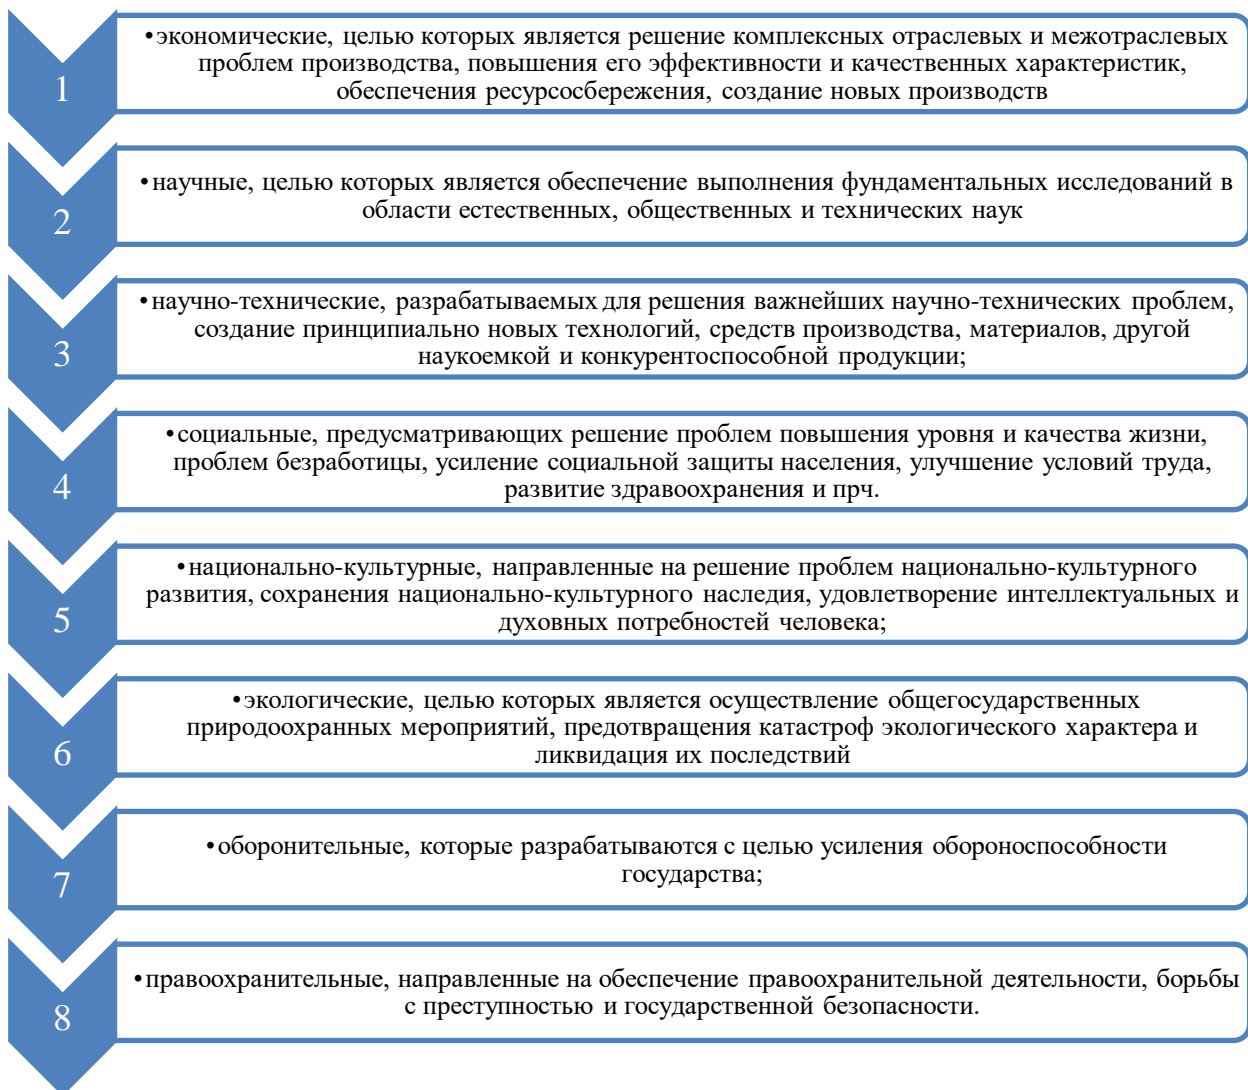 1
•экономические, целью которых является решение комплексных отраслевых и межотраслевых
проблем производства, повышения его эффективности и качественных характеристик,
обеспечения ресурсосбережения, создание новых производств
2
•научные, целью которых является обеспечение выполнения фундаментальных исследований в
области естественных, общественных и технических наук
3
•научно-технические, разрабатываемых для решения важнейших научно-технических проблем,
создание принципиально новых технологий, средств производства, материалов, другой
наукоемкой и конкурентоспособной продукции;
4
•социальные, предусматривающих решение проблем повышения уровня и качества жизни,
проблем безработицы, усиление социальной защиты населения, улучшение условий труда,
развитие здравоохранения и прч.
5
•национально-культурные, направленные на решение проблем национально-культурного
развития, сохранения национально-культурного наследия, удовлетворение интеллектуальных и
духовных потребностей человека;
6
•экологические, целью которых является осуществление общегосударственных
природоохранных мероприятий, предотвращения катастроф экологического характера и
ликвидация их последствий
7
•оборонительные, которые разрабатываются с целью усиления обороноспособности
государства;
8
•правоохранительные, направленные на обеспечение правоохранительной деятельности, борьбы
с преступностью и государственной безопасности.